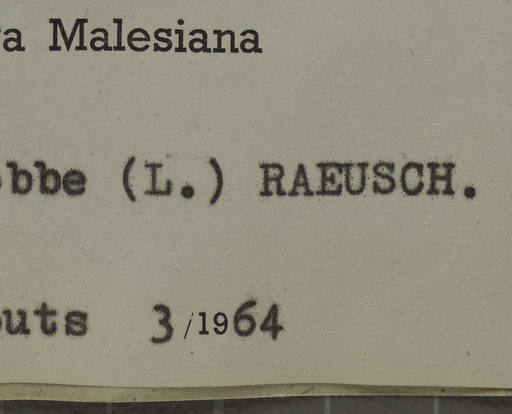 a Malesiana
bbe (L.) RAEUSCH.
uts 3/1964